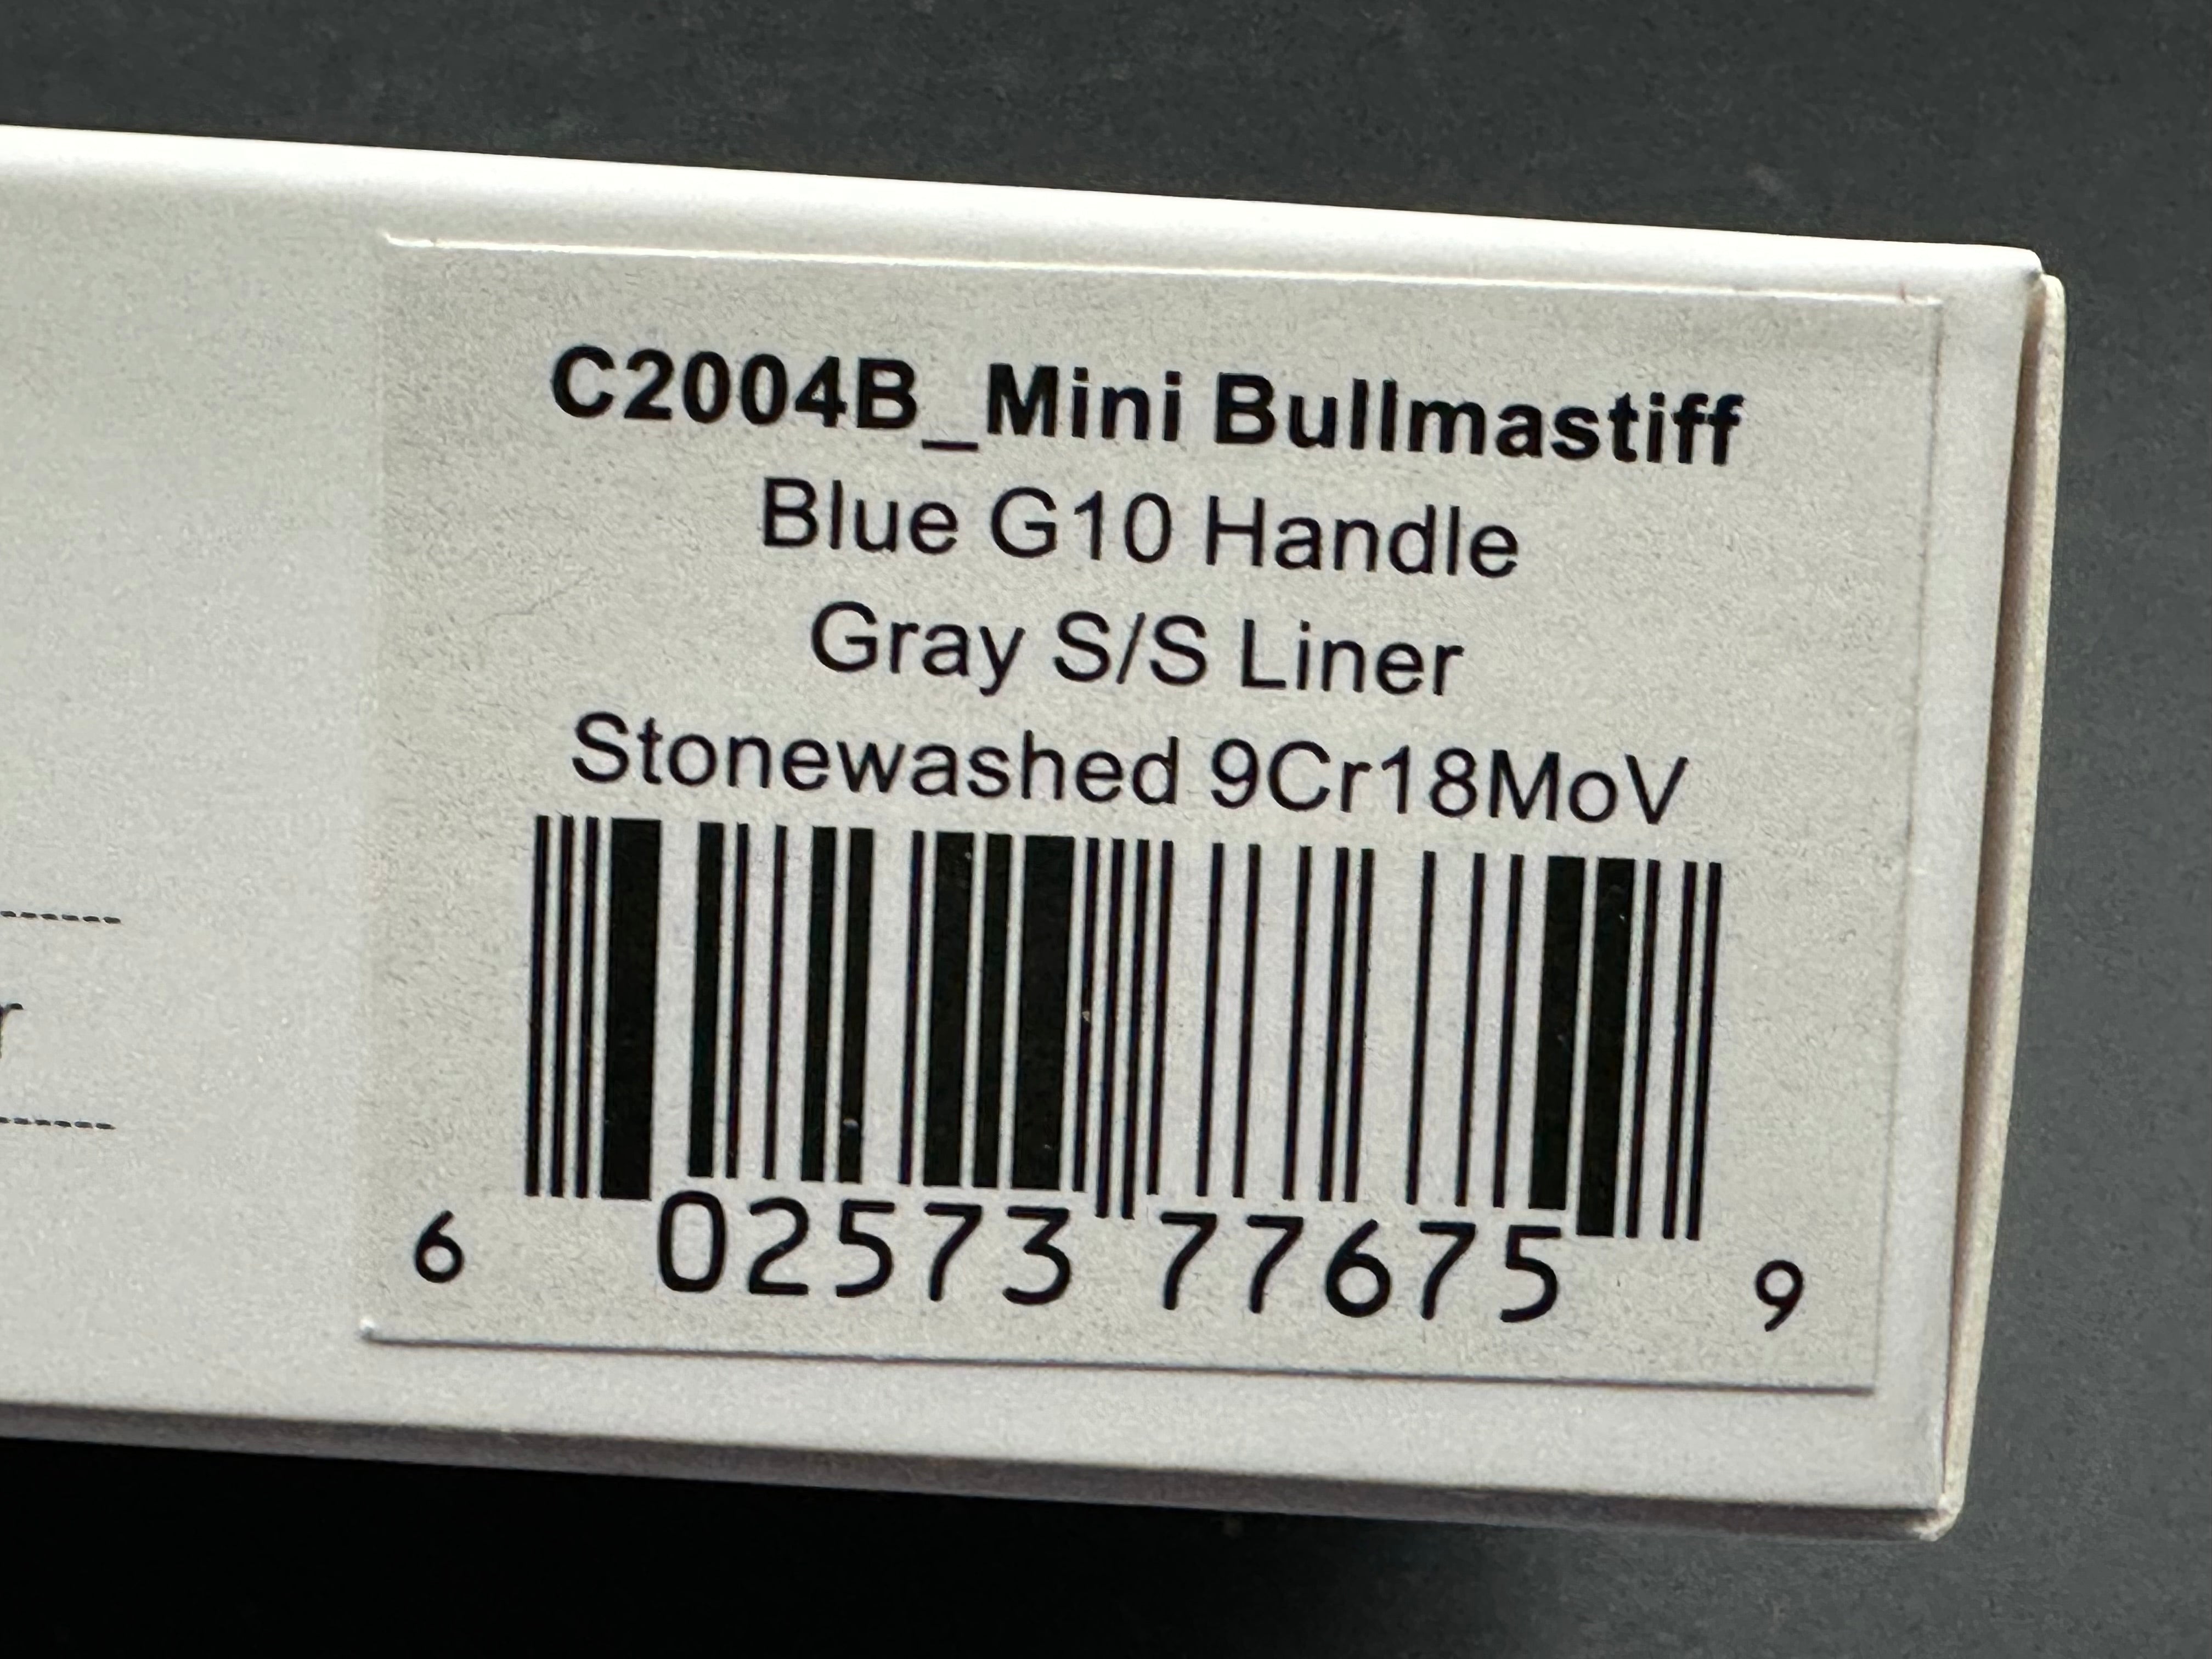 C2004B_Mini Bullmastiff
Blue G10 Handle
Gray S/S Liner
Stonewashed 9Cr18MoV
6 02573 77675 9
r